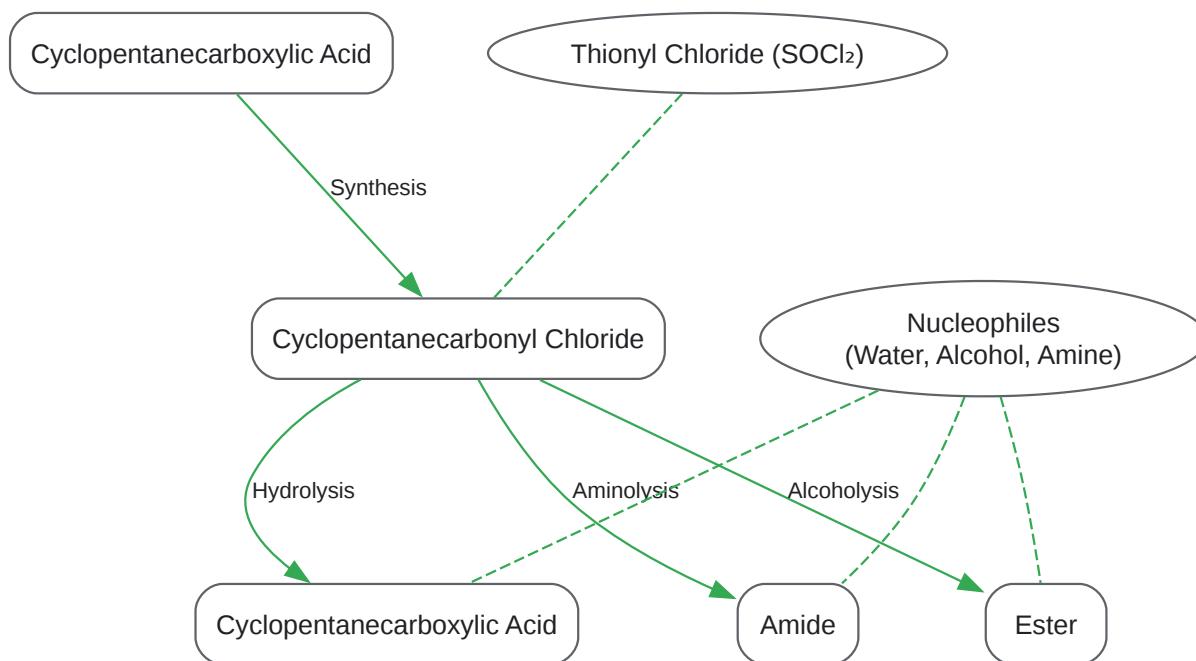 Cyclopentanecarboxylic Acid
Thionyl Chloride (SOCl₂)
Synthesis
Cyclopentanecarbonyl Chloride
Nucleophiles
(Water, Alcohol, Amine)
Hydrolysis
Aminolysis
Alcoholysis
Cyclopentanecarboxylic Acid
Amide
Ester